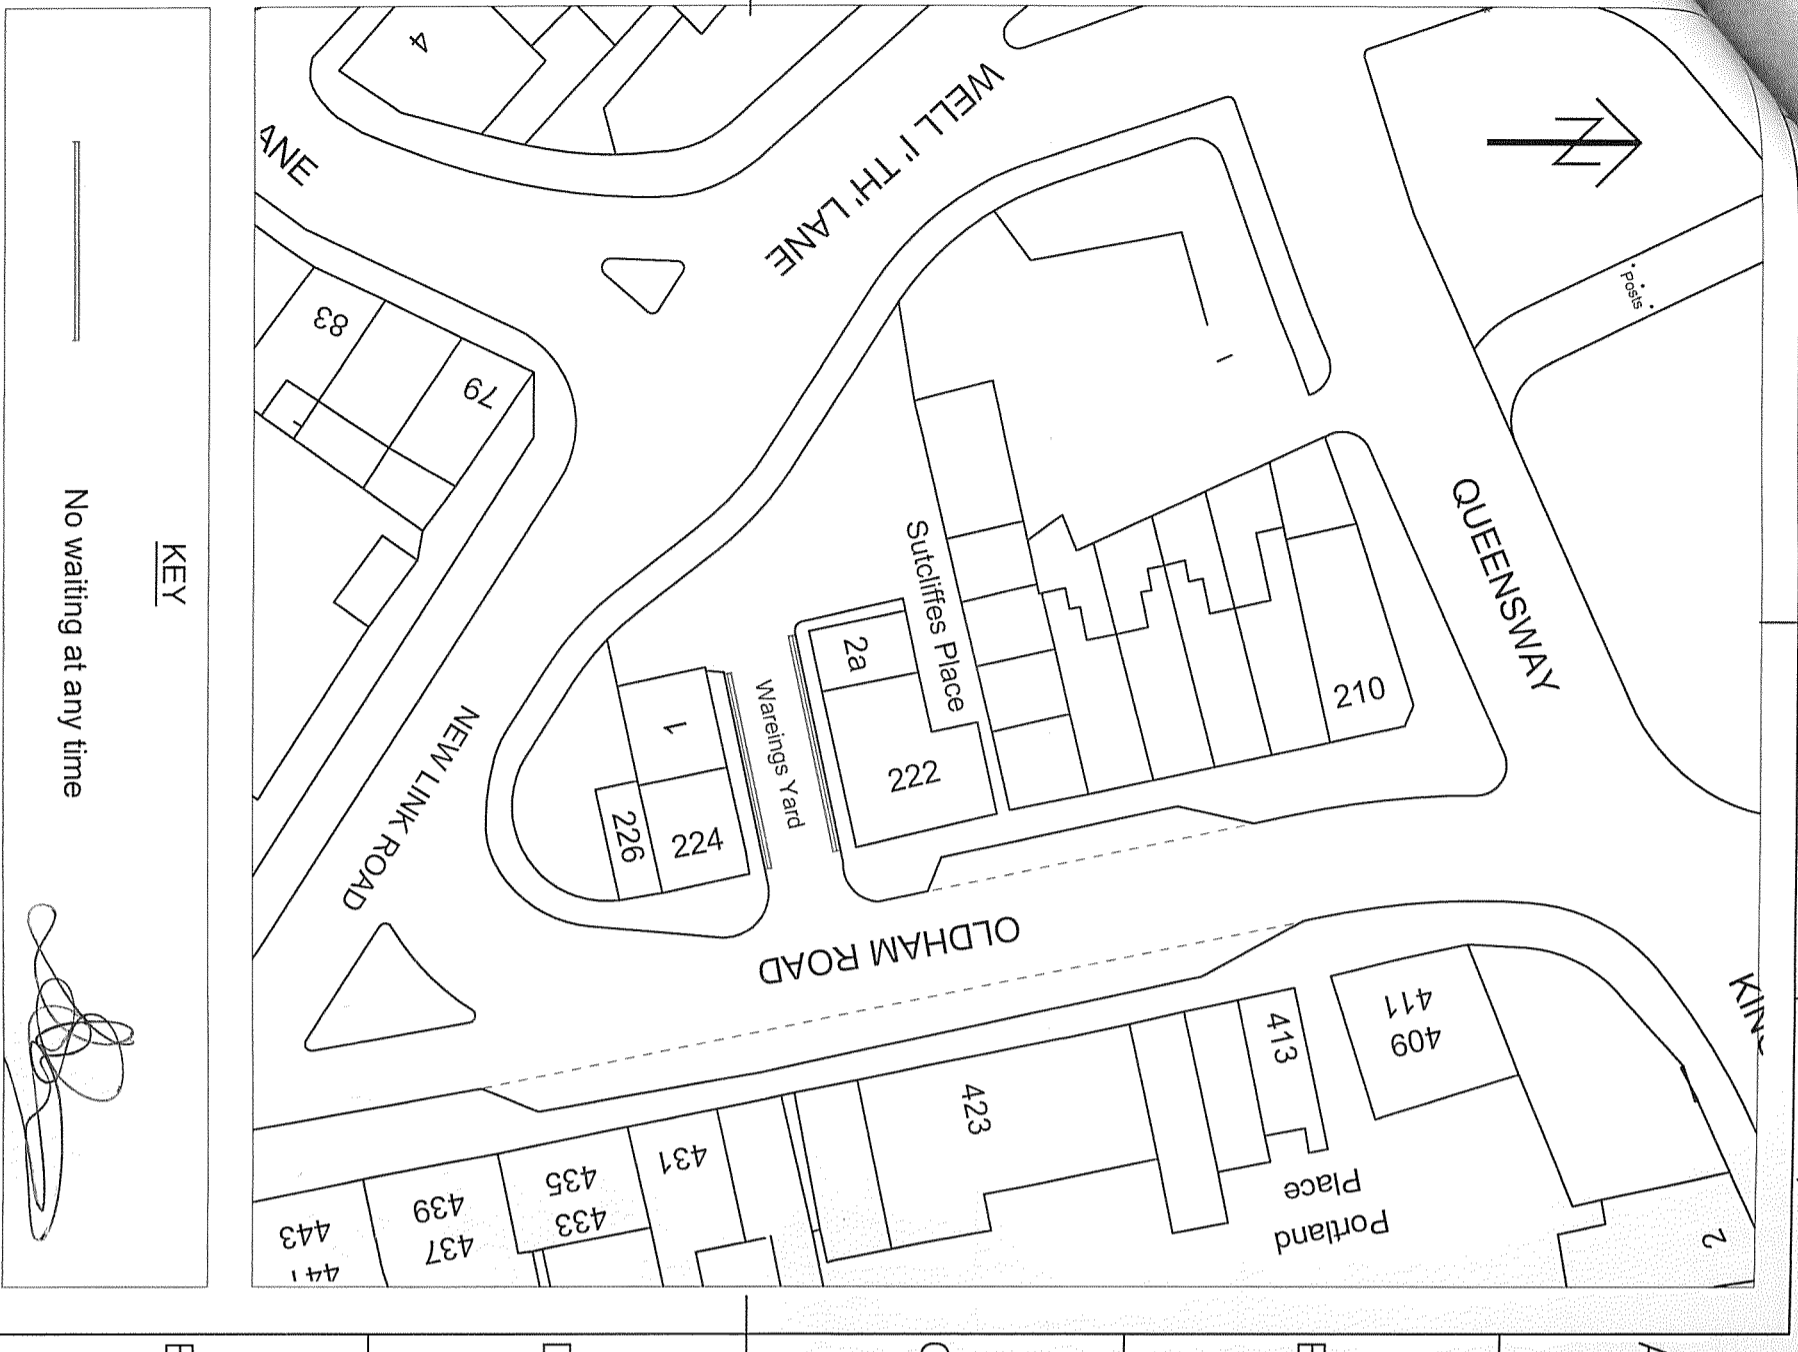 KEY
No waiting at any time
4
ANE
WELL I'TH' LANE
N
Posts
83
79
1
QUEENSWAY
Sutcliffes Place
2a
Wareings Yard
1
210
222
226
224
NEW LINK ROAD
OLDHAM ROAD
411
409
413
423
431
435
433
439
437
443
441
Portland
Place
2